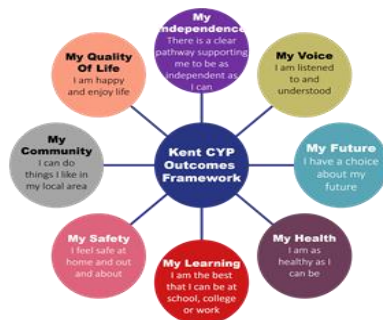 My
Independence
There is a clear
pathway supporting
me to be as
independent as I
can
My Voice
I am listened
to and
understood
My Future
I have a choice
about my
future
My Health
I am as
healthy as I
can be
My Learning
I am the best
that I can be at
school, college
or work
My Safety
I feel safe at
home and out
and about
My
Community
I can do
things I like in
my local area
My Quality
Of Life
I am happy
and enjoy life
Kent CYP
Outcomes
Framework